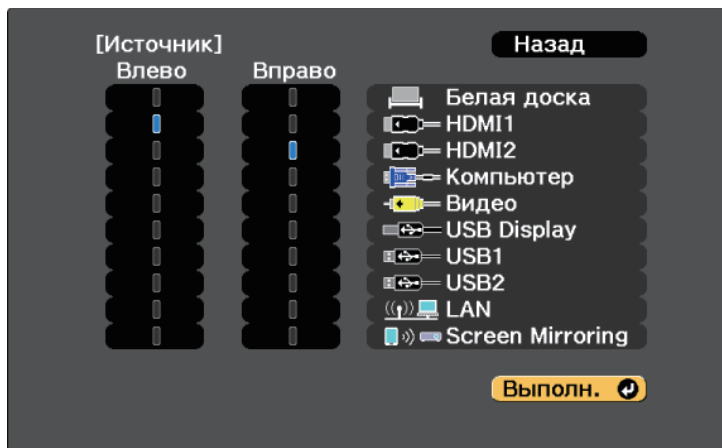 [Источник]
Назад
Влево Вправо
Белая доска
HDMI1
HDMI2
Компьютер
Видео
USB Display
USB1
USB2
LAN
Screen Mirroring
Выполн.